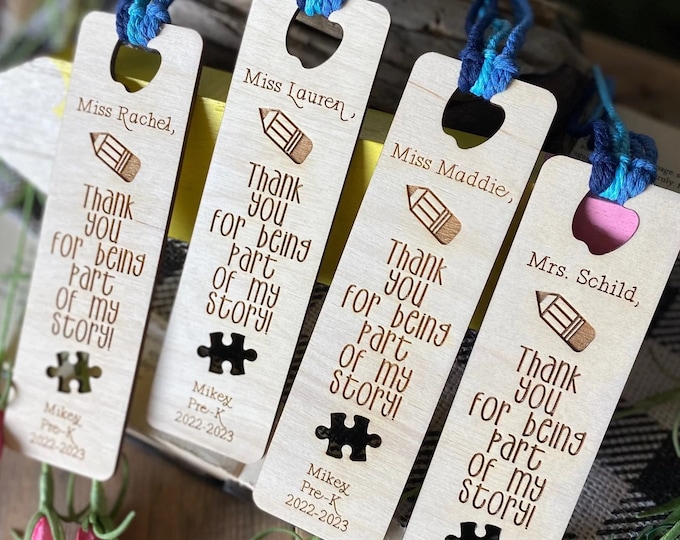 Miss Rachel,
Thank
you
for being
part
of my
story!
Mikey
Pre-K
2022-2023
Miss Lauren,
Thank
you
for being
part
of my
story!
Mikey
Pre-K
2022-2023
Miss Maddie,
Thank
you
for being
part
of my
story!
Mikey
Pre-K
2022-2023
Mrs. Schild,
Thank
you
for being
part
of my
story!